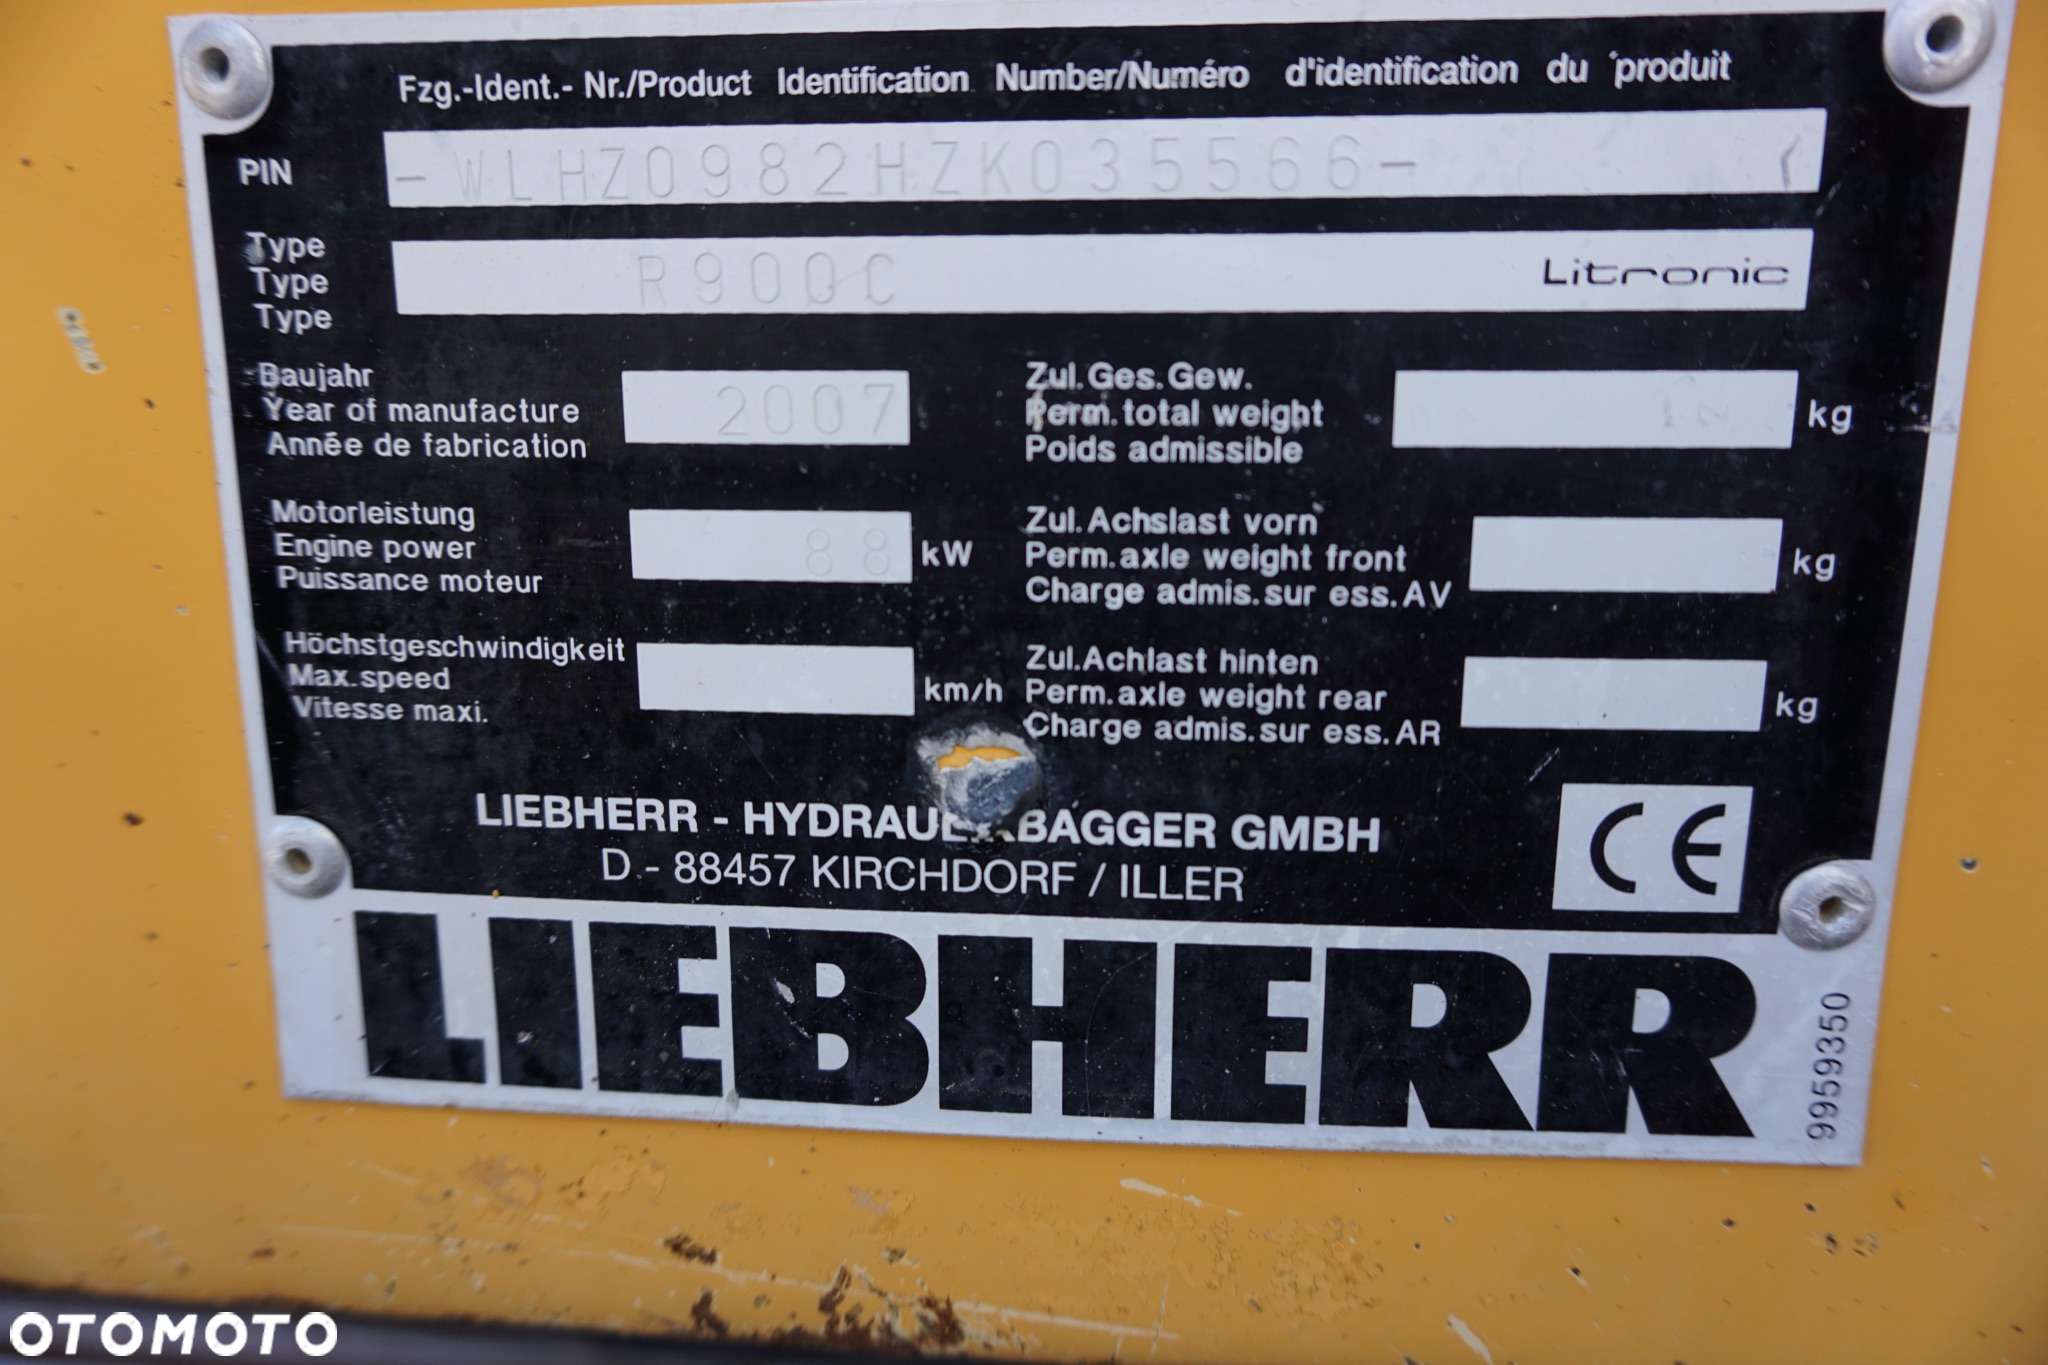 Fzg.-Ident.- Nr./Product Identification Number/Numéro d'identification du produit
PIN -WLHZ0982HZK035566-
Type
Type R900C Litronic
Type
Baujahr
Year of manufacture 2007
Année de fabrication
Zul.Ges.Gew.
Perm.total weight kg
Poids admissible
Motorleistung
Engine power 88 kW
Puissance moteur
Zul.Achslast vorn
Perm.axle weight front kg
Charge admis.sur ess.AV
Höchstgeschwindigkeit
Max.speed km/h
Vitesse maxi.
Zul.Achlast hinten
Perm.axle weight rear kg
Charge admis.sur ess.AR
LIEBHERR - GMBH
D.- 88457 KIRCHDORF / ILLER
CE
LIEBHERR
9959350
OTOMOTO